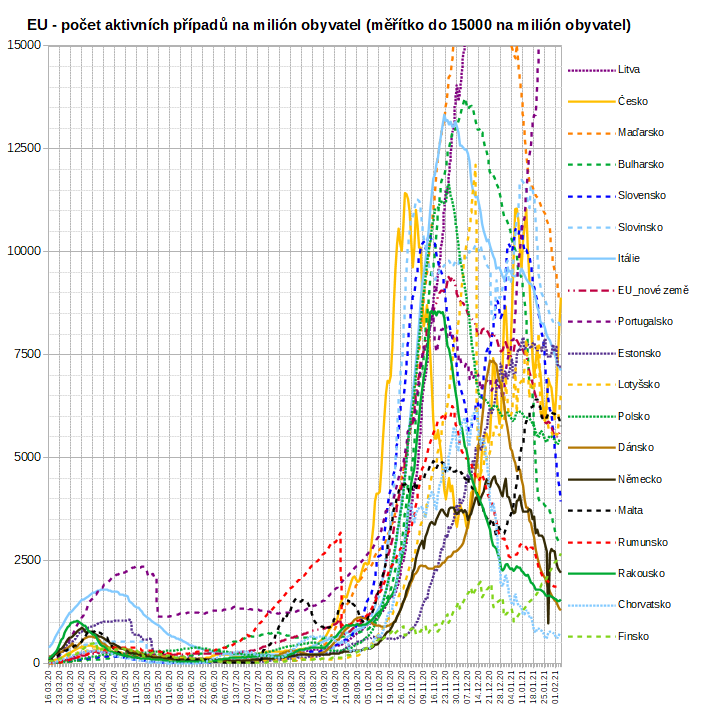 EU - počet aktivních případů na milión obyvatel (měřítko do 15000 na milión obyvatel)
15000
12500
10000
7500
5000
2500
0
Litva
Česko
Maďarsko
Bulharsko
Slovensko
Slovinsko
Itálie
EU_nové země
Portugalsko
Estonsko
Lotyšsko
Polsko
Dánsko
Německo
Malta
Rumunsko
Rakousko
Chorvatsko
Finsko
16.03.20
23.03.20
30.03.20
06.04.20
13.04.20
20.04.20
27.04.20
04.05.20
11.05.20
18.05.20
25.05.20
01.06.20
08.06.20
15.06.20
22.06.20
29.06.20
06.07.20
13.07.20
20.07.20
27.07.20
03.08.20
10.08.20
17.08.20
24.08.20
31.08.20
07.09.20
14.09.20
21.09.20
28.09.20
05.10.20
12.10.20
19.10.20
26.10.20
02.11.20
09.11.20
16.11.20
23.11.20
30.11.20
07.12.20
14.12.20
21.12.20
28.12.20
04.01.21
11.01.21
18.01.21
25.01.21
01.02.21